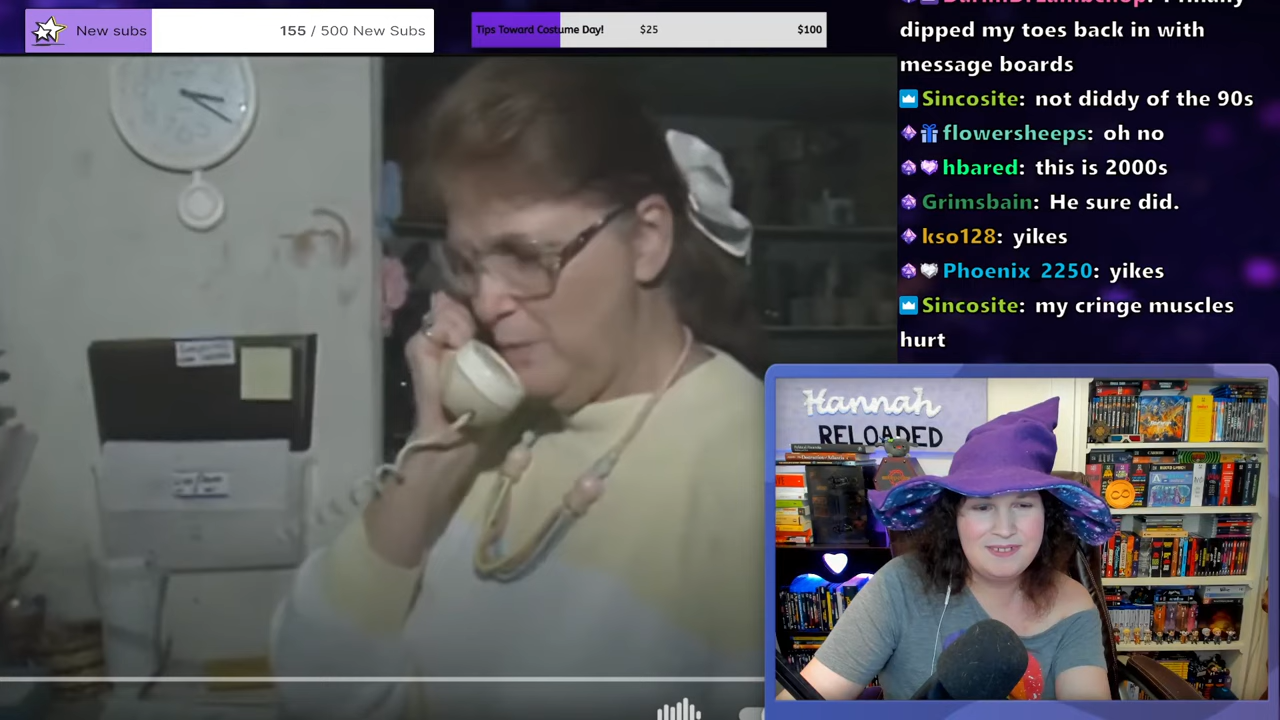 New subs
155 / 500 New Subs
Tips Toward Costume Day!
$25
$100
dipped my toes back in with
message boards
Sincosite: not diddy of the 90s
flowersheeps: oh no
hbared: this is 2000s
Grimsbain: He sure did.
kso128: yikes
Phoenix 2250: yikes
Sincosite: my cringe muscles
hurt
Hannah
RELOADED